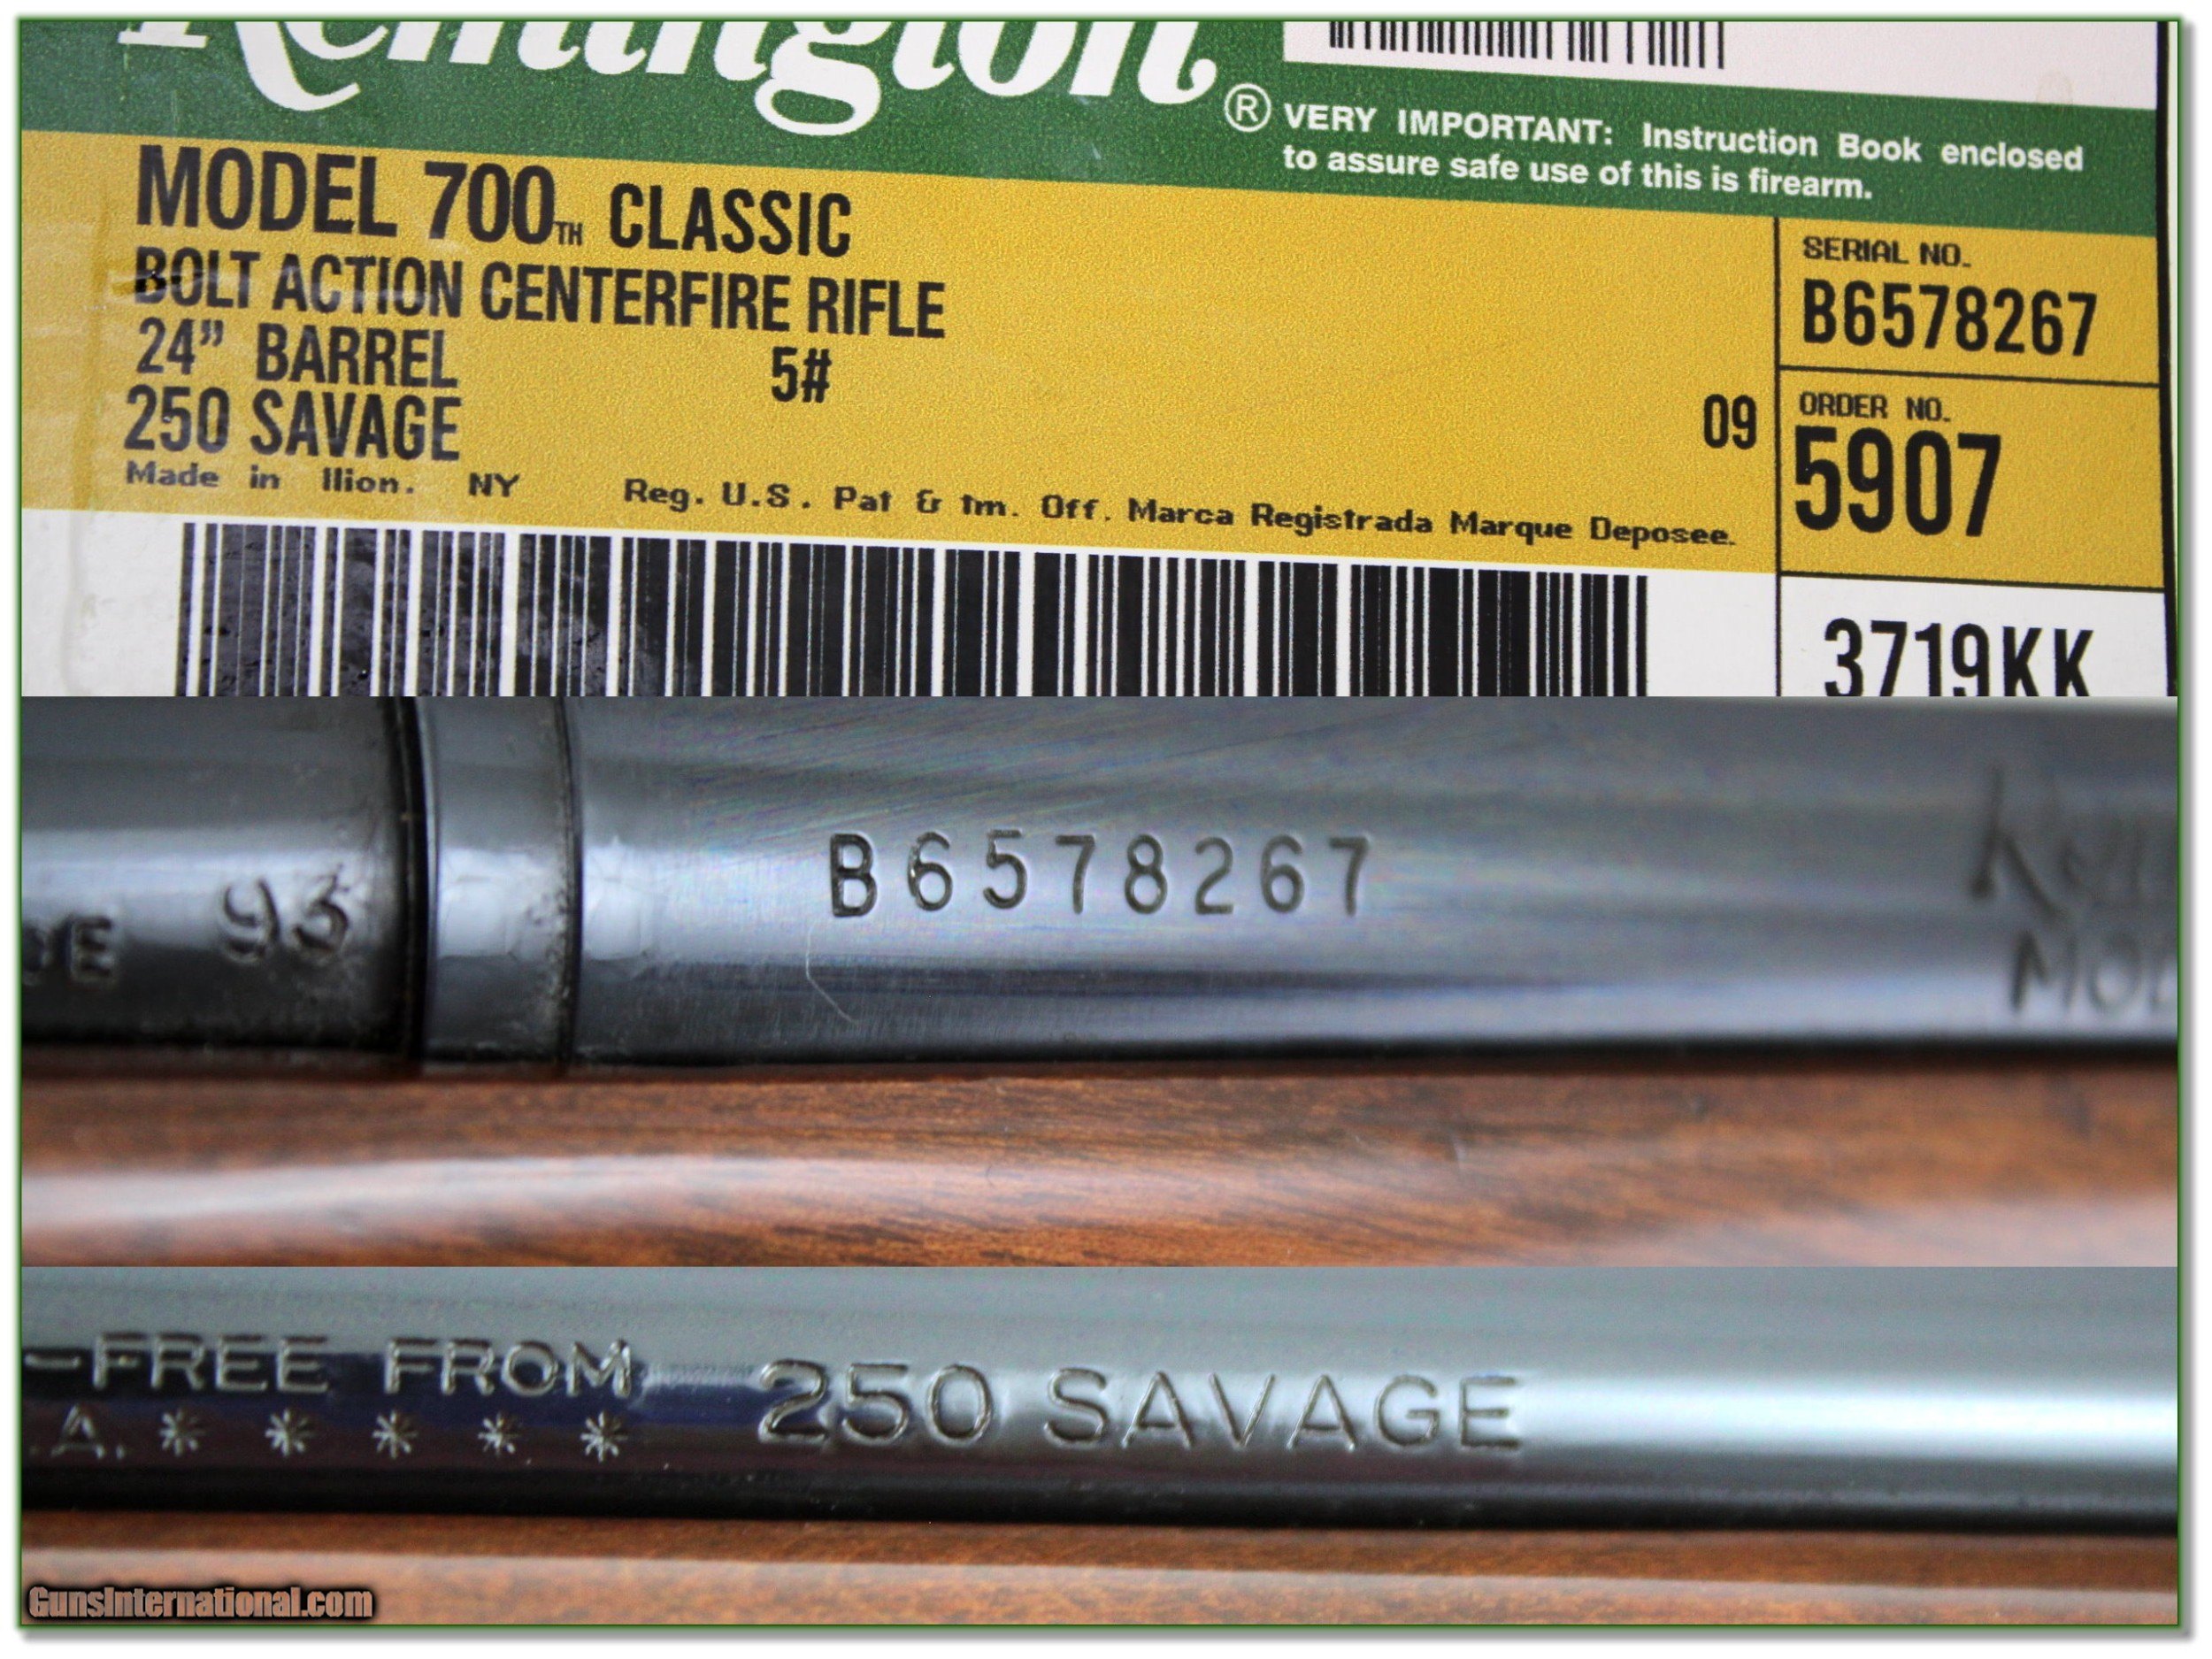 Remington®
VERY IMPORTANT: Instruction Book enclosed
to assure safe use of this is firearm.
MODEL 700TH CLASSIC
BOLT ACTION CENTERFIRE RIFLE
24” BARREL 5#
250 SAVAGE
09
Made in Ilion. NY Reg. U.S. Pat & tm. Off. Marca Registrada Marque Deposee.
SERIAL NO.
B6578267
ORDER NO.
5907
3719KK
93
B6578267
-FREE FROM
.A. * * * * *
250 SAVAGE
GunsInternational.com